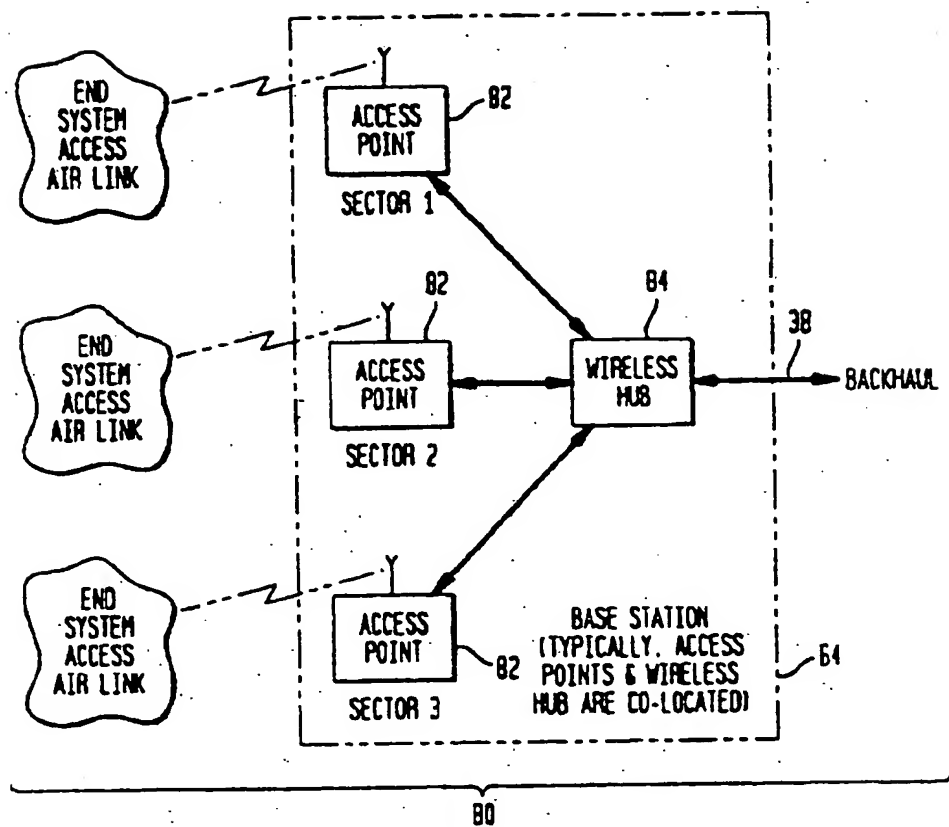 END
SYSTEM
ACCESS
AIR LINK
ACCESS
POINT
82
SECTOR 1
END
SYSTEM
ACCESS
AIR LINK
ACCESS
POINT
82
SECTOR 2
WIRELESS
HUB
84
38
BACKHAUL
END
SYSTEM
ACCESS
AIR LINK
ACCESS
POINT
82
SECTOR 3
BASE STATION
(TYPICALLY, ACCESS
POINTS & WIRELESS
HUB ARE CO-LOCATED)
64
80